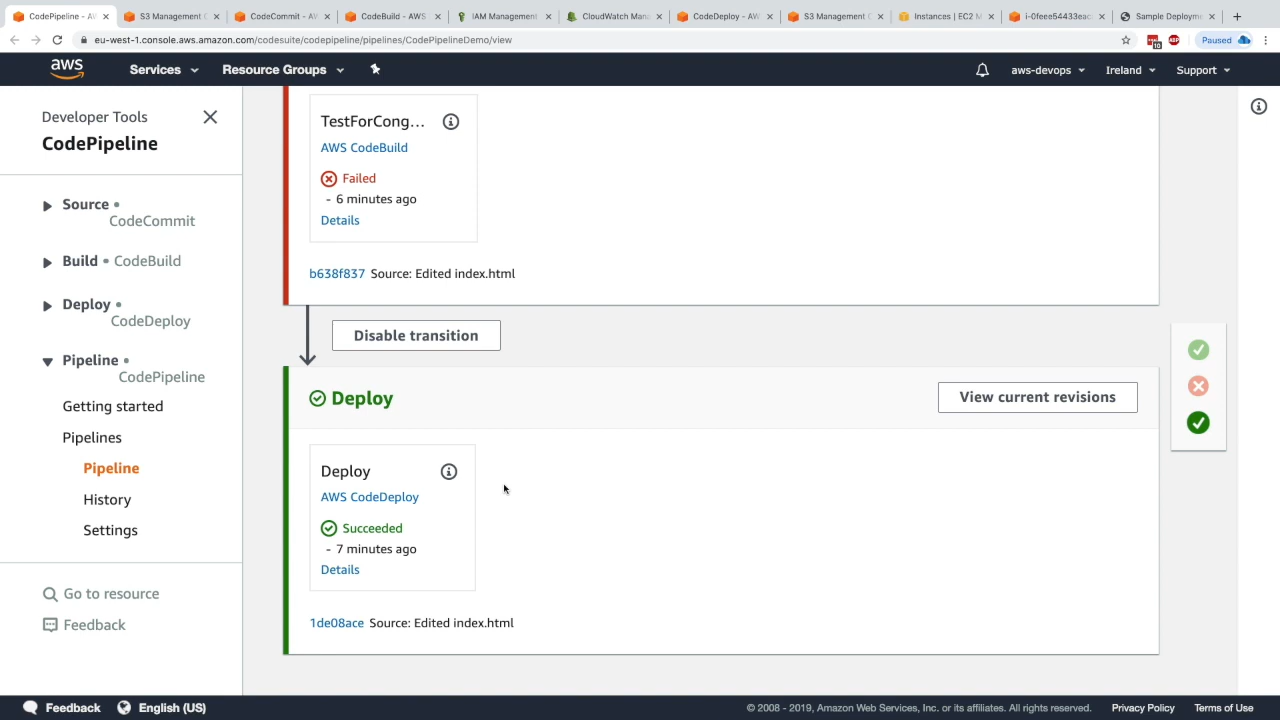 CodePipeline - A
S3 Management C
CodeCommit - AW
CodeBuild - AWS
IAM Management
CloudWatch Mana
CodeDeploy - AW
S3 Management C
Instances | EC2 M
i-0feee54433eac
Sample Deployme
eu-west-1.console.aws.amazon.com/codesuite/codepipeline/pipelines/CodePipelineDemo/view
10
ABP
Paused
aws
Services
Resource Groups
aws-devops
Ireland
Support
Developer Tools
CodePipeline
Source • CodeCommit
Build • CodeBuild
Deploy • CodeDeploy
Pipeline • CodePipeline
Getting started
Pipelines
Pipeline
History
Settings
Go to resource
Feedback
TestForCong...
AWS CodeBuild
Failed
- 6 minutes ago
Details
b638f837 Source: Edited index.html
Disable transition
Deploy
View current revisions
Deploy
AWS CodeDeploy
Succeeded
- 7 minutes ago
Details
1de08ace Source: Edited index.html
Feedback
English (US)
© 2008 - 2019, Amazon Web Services, Inc. or its affiliates. All rights reserved.
Privacy Policy
Terms of Use